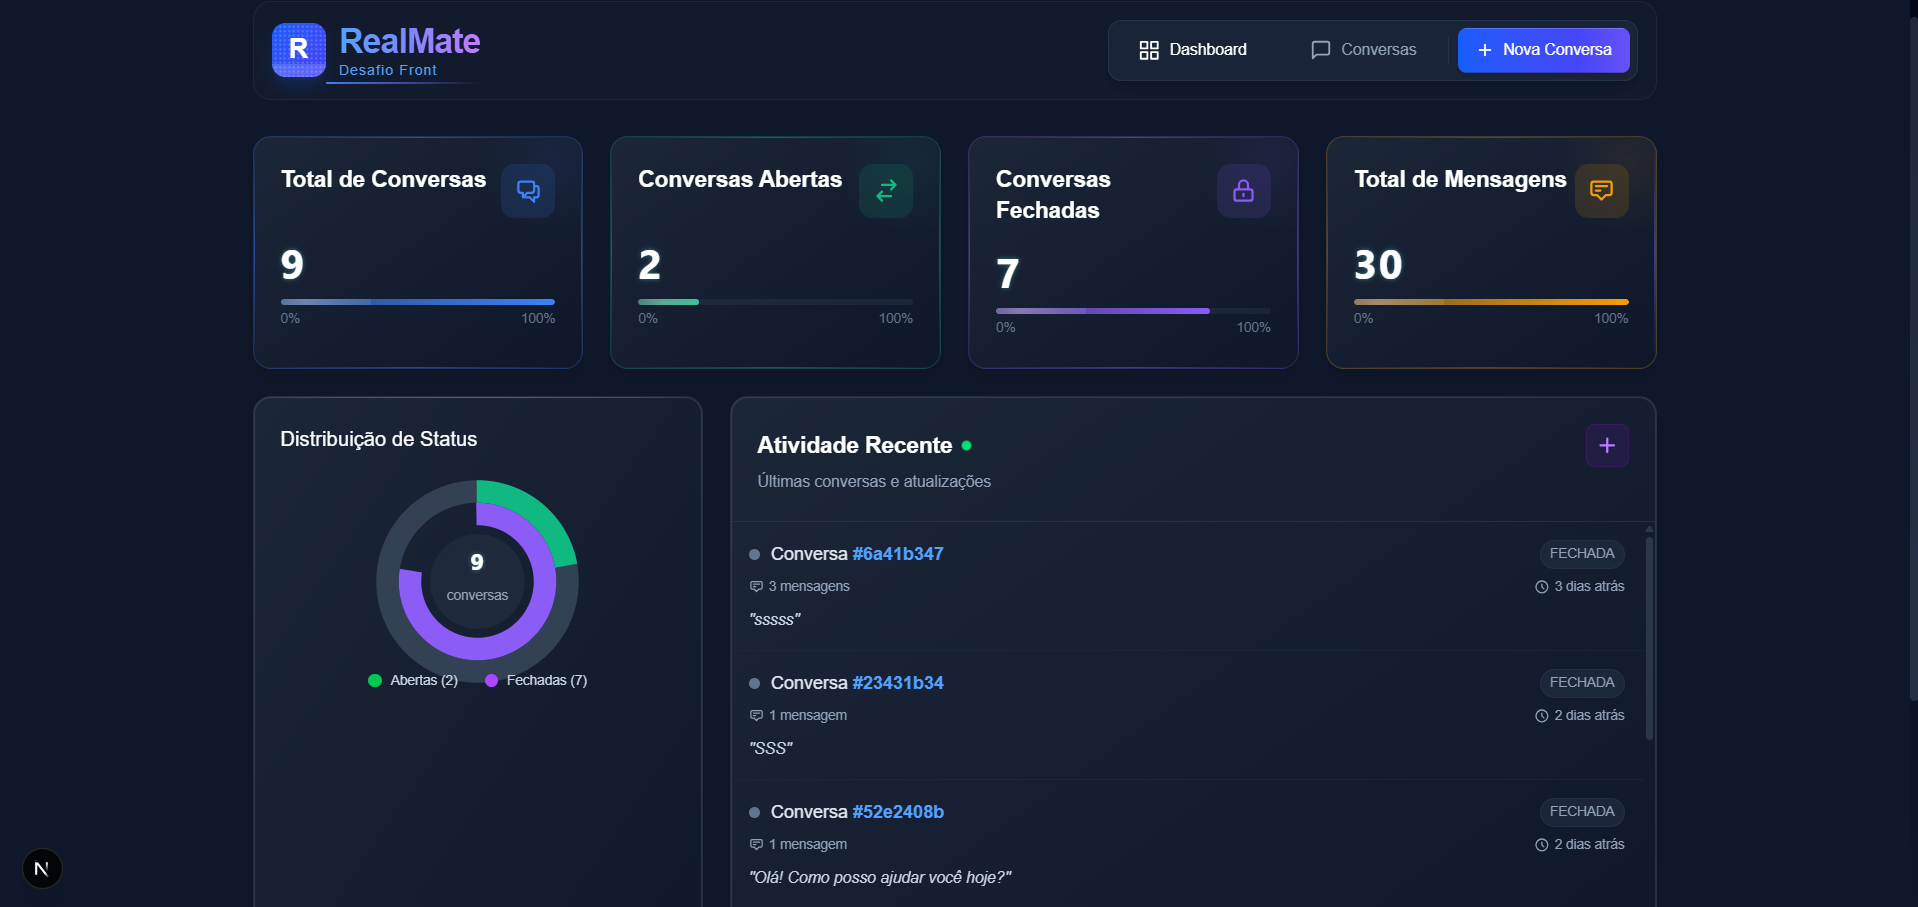 R
RealMate
Desafio Front
Dashboard
Conversas
+ Nova Conversa
Total de Conversas
9
0% 100%
Conversas Abertas
2
0% 100%
Conversas
Fechadas
7
0% 100%
Total de Mensagens
30
0% 100%
Distribuição de Status
9
conversas
Abertas (2)
Fechadas (7)
Atividade Recente
+
Últimas conversas e atualizações
Conversa #6a41b347 FECHADA
3 mensagens 3 dias atrás
"sssss"
Conversa #23431b34 FECHADA
1 mensagem 2 dias atrás
"SSS"
Conversa #52e2408b FECHADA
1 mensagem 2 dias atrás
"Olá! Como posso ajudar você hoje?"
N